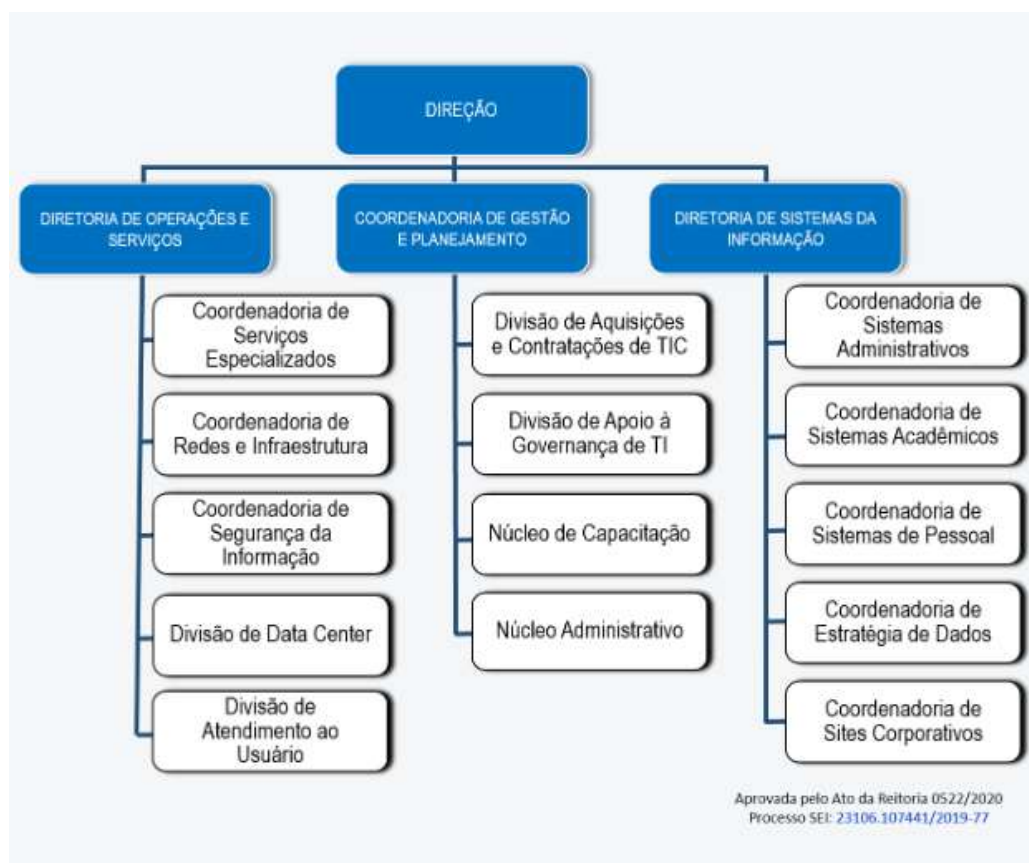 DIREÇÃO
DIRETORIA DE OPERAÇÕES E
SERVIÇOS
COORDENADORIA DE GESTÃO
E PLANEJAMENTO
DIRETORIA DE SISTEMAS DA
INFORMAÇÃO
Coordenadoria de
Serviços
Especializados
Coordenadoria de
Redes e Infraestrutura
Coordenadoria de
Segurança da
Informação
Divisão de Data Center
Divisão de
Atendimento ao
Usuário
Divisão de Aquisições
e Contratações de TIC
Divisão de Apoio à
Governança de TI
Núcleo de Capacitação
Núcleo Administrativo
Coordenadoria de
Sistemas
Administrativos
Coordenadoria de
Sistemas Acadêmicos
Coordenadoria de
Sistemas de Pessoal
Coordenadoria de
Estratégia de Dados
Coordenadoria de
Sites Corporativos
Aprovada pelo Ato da Reitoria 0522/2020
Processo SEI: 23106.107441/2019-77